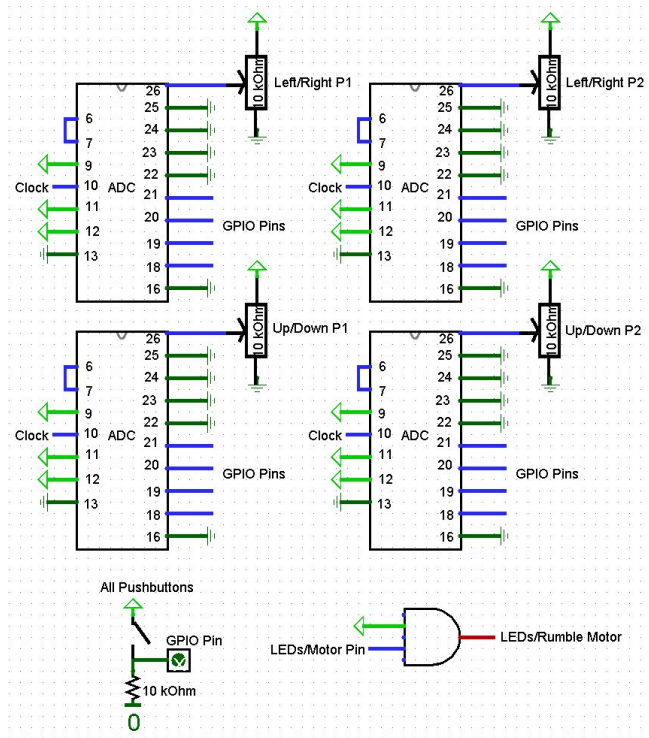 26
10 kOhm
Left/Right P1
25
6
24
7
23
9
22
Clock
10
ADC
21
11
20
GPIO Pins
12
19
13
18
16
26
10 kOhm
Left/Right P2
25
6
24
7
23
9
22
Clock
10
ADC
21
11
20
GPIO Pins
12
19
13
18
16
26
10 kOhm
Up/Down P1
25
6
24
7
23
9
22
Clock
10
ADC
21
11
20
GPIO Pins
12
19
13
18
16
26
10 kOhm
Up/Down P2
25
6
24
7
23
9
22
Clock
10
ADC
21
11
20
GPIO Pins
12
19
13
18
16
All Pushbuttons
GPIO Pin
10 kOhm
0
LEDs/Motor Pin
LEDs/Rumble Motor